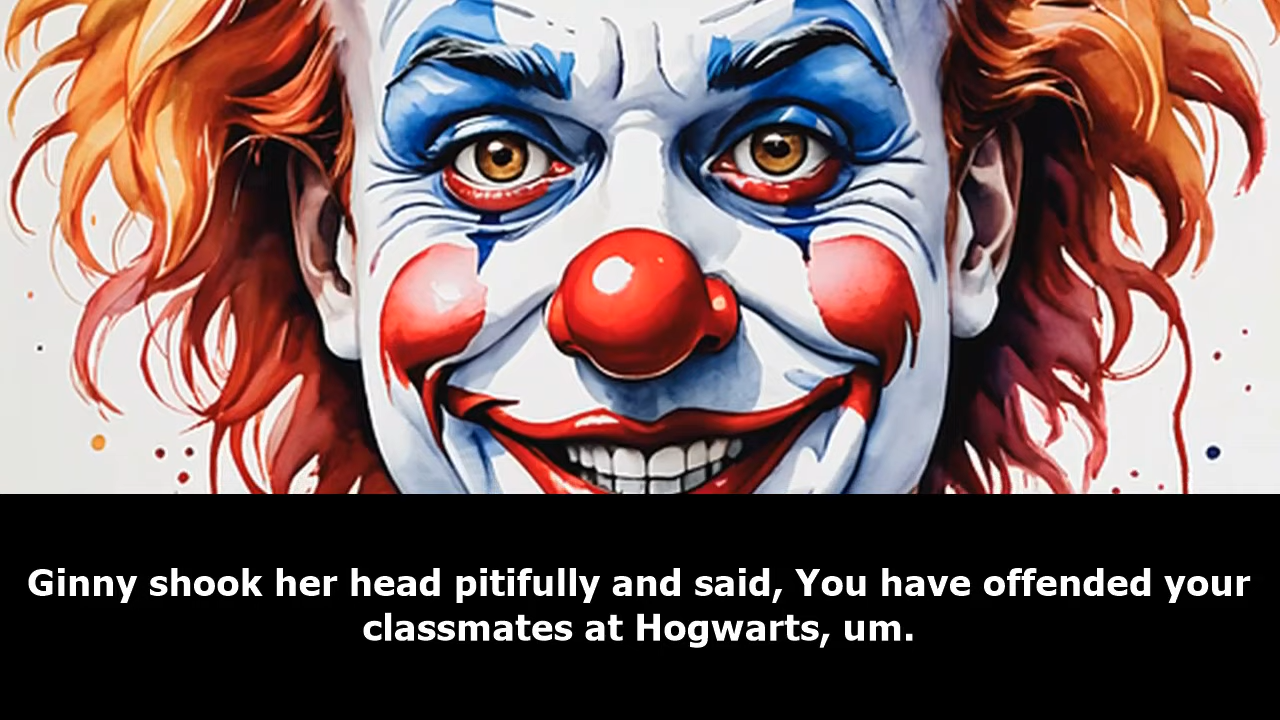 Ginny shook her head pitifully and said, You have offended your
classmates at Hogwarts, um.